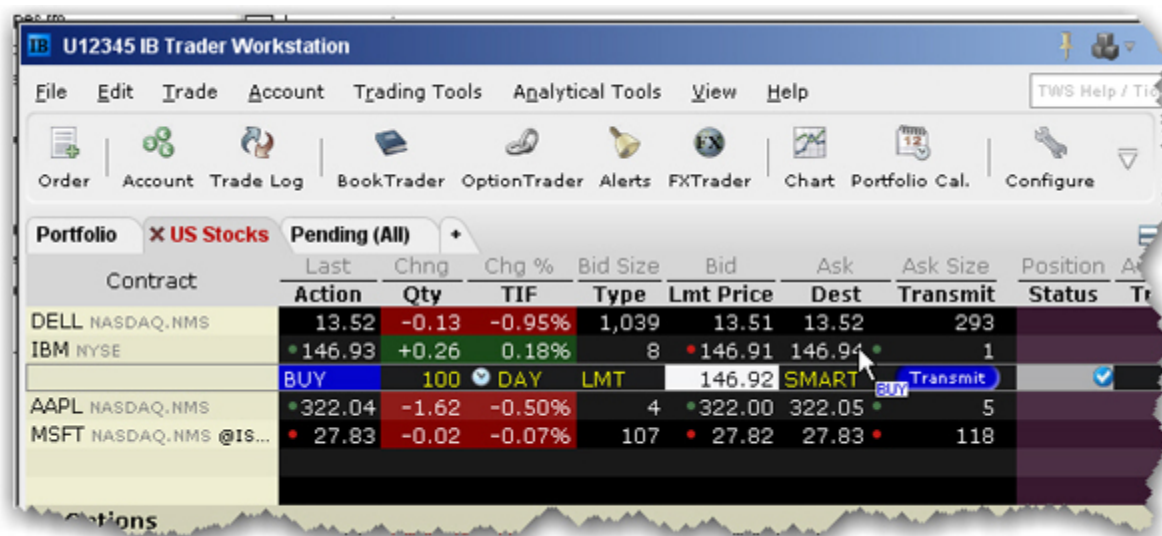 IB U12345 IB Trader Workstation
File Edit Trade Account Trading Tools Analytical Tools View Help TWS Help /
Order Account Trade Log BookTrader OptionTrader Alerts FX FXTrader Chart 12 Portfolio Cal. Configure
Portfolio X US Stocks Pending (All) +
Contract
Last Chng Chg % Bid Size Bid Ask Ask Size Position
Action Qty TIF Type Lmt Price Dest Transmit Status
DELL NASDAQ.NMS 13.52 -0.13 -0.95% 1,039 13.51 13.52 293
IBM NYSE 146.93 +0.26 0.18% 8 146.91 146.94 1
BUY 100 DAY LMT 146.92 SMART Transmit
BUY
AAPL NASDAQ.NMS 322.04 -1.62 -0.50% 4 322.00 322.05 5
MSFT NASDAQ.NMS @IS... 27.83 -0.02 -0.07% 107 27.82 27.83 118